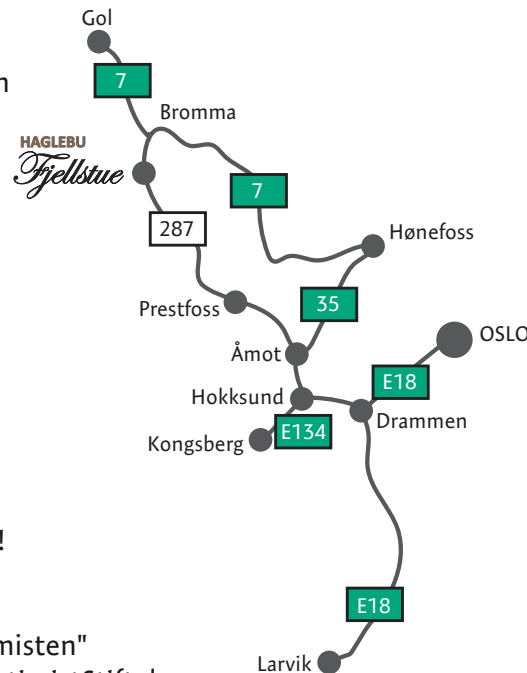 Gol
7
Bromma
HAGLEBU
Fjellstue
7
287
Hønefoss
35
Prestfoss
OSLO
Åmot
E18
Hokksund
Drammen
E134
Kongsberg
!
E18
misten"
Larvik